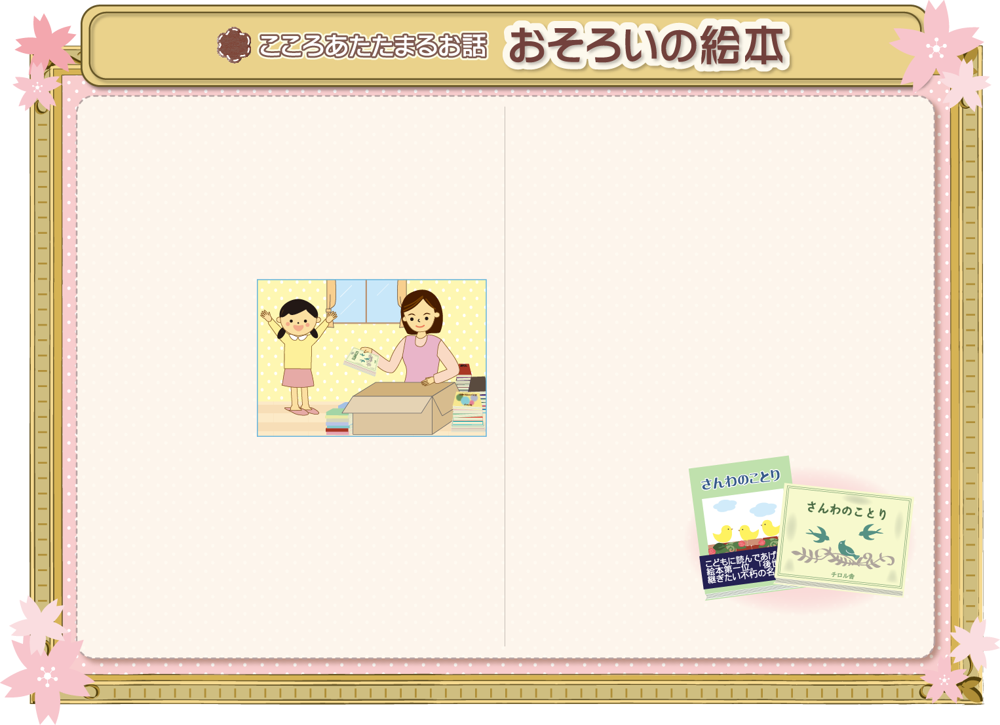 こころあたたまるお話
おそろいの絵本
さんわのことり
こどもに読んであげ
絵本第一位。「後世
継ぎたい不朽の名
さんわのことり
チロル舎